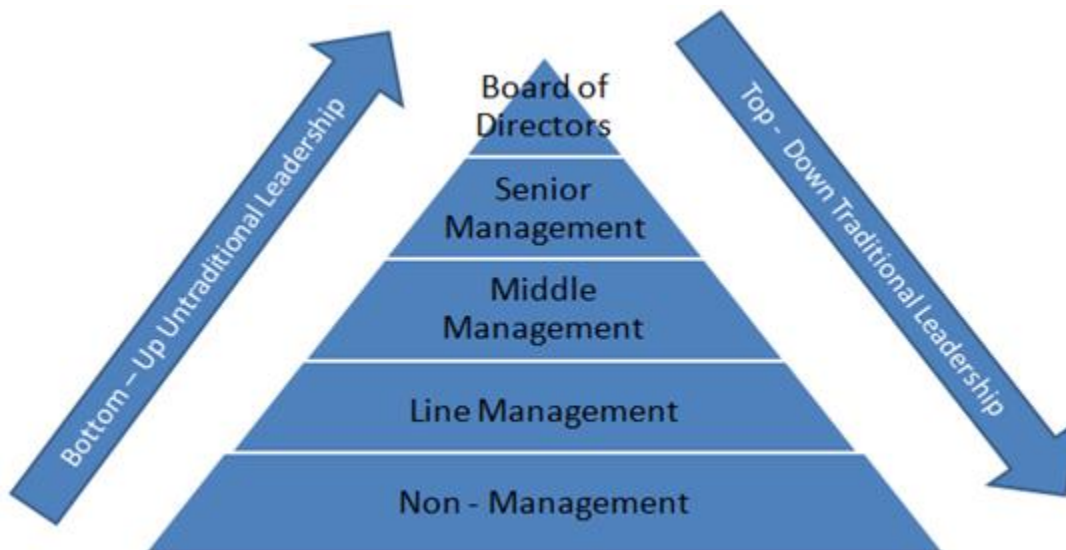 Bottom – Up Untraditional Leadership
Board of
Directors
Senior
Management
Middle
Management
Line Management
Non - Management
Top - Down Traditional Leadership